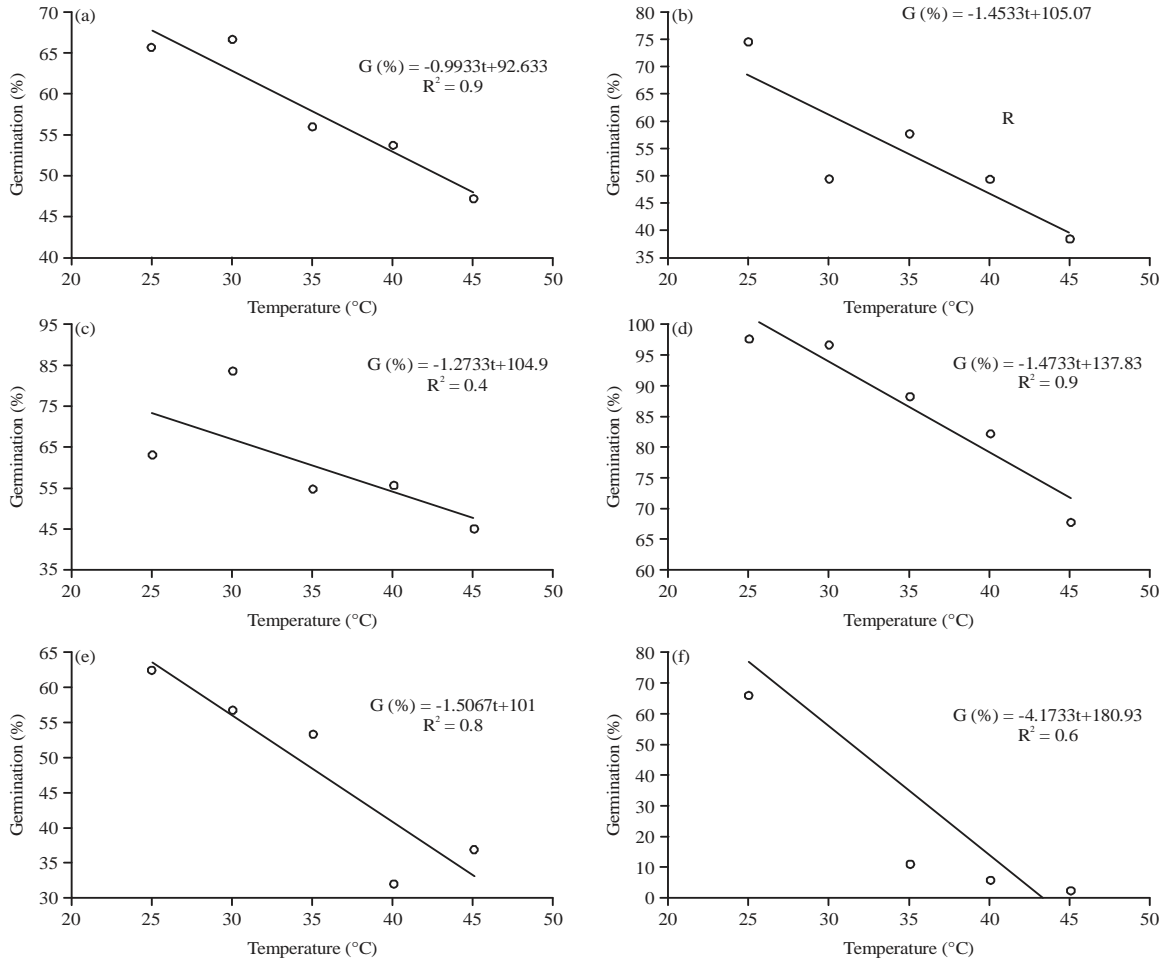 (a)
G (%) = -0.9933t+92.633
R² = 0.9
Germination (%)
70
65
60
55
50
45
40
20 25 30 35 40 45 50
Temperature (°C)
(b)
G (%) = -1.4533t+105.07
R
Germination (%)
80
75
70
65
60
55
50
45
40
35
20 25 30 35 40 45 50
Temperature (°C)
(c)
G (%) = -1.2733t+104.9
R² = 0.4
Germination (%)
95
85
75
65
55
45
35
20 25 30 35 40 45 50
Temperature (°C)
(d)
G (%) = -1.4733t+137.83
R² = 0.9
Germination (%)
100
95
90
85
80
75
70
65
60
20 25 30 35 40 45 50
Temperature (°C)
(e)
G (%) = -1.5067t+101
R² = 0.8
Germination (%)
65
60
55
50
45
40
35
30
20 25 30 35 40 45 50
Temperature (°C)
(f)
G (%) = -4.1733t+180.93
R² = 0.6
Germination (%)
80
70
60
50
40
30
20
10
0
20 25 30 35 40 45 50
Temperature (°C)